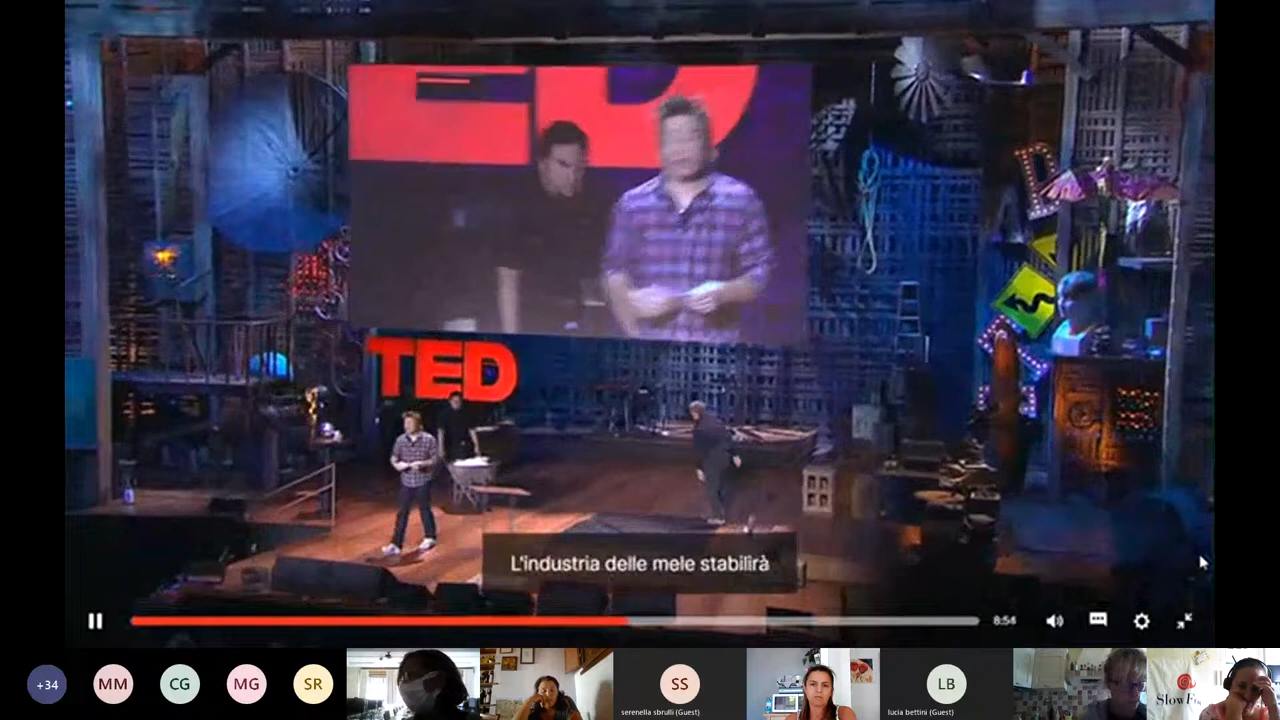 ED
TED
L'industria delle mele stabilirà
8:54
+34
MM
CG
MG
SR
SS
serenella sbrulli (Guest)
LB
lucia bettini (Guest)